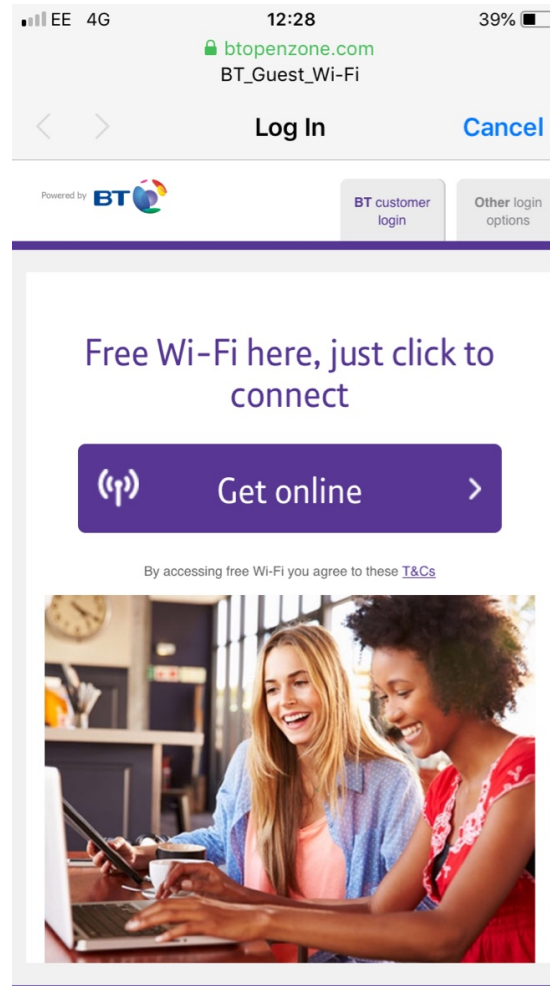 EE 4G 12:28 39%
btopenzone.com
BT_Guest_Wi-Fi
Log In Cancel
Powered by BT
BT customer
login
Other login
options
Free Wi-Fi here, just click to
connect
Get online
By accessing free Wi-Fi you agree to these T&Cs